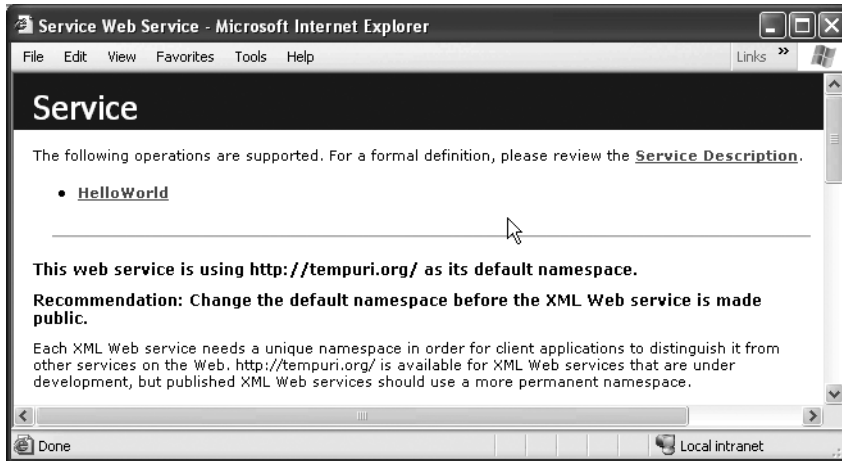 Service Web Service - Microsoft Internet Explorer
File Edit View Favorites Tools Help Links »
Service
The following operations are supported. For a formal definition, please review the Service Description.
• HelloWorld
This web service is using http://tempuri.org/ as its default namespace.
Recommendation: Change the default namespace before the XML Web service is made
public.
Each XML Web service needs a unique namespace in order for client applications to distinguish it from
other services on the Web. http://tempuri.org/ is available for XML Web services that are under
development, but published XML Web services should use a more permanent namespace.
Done Local intranet